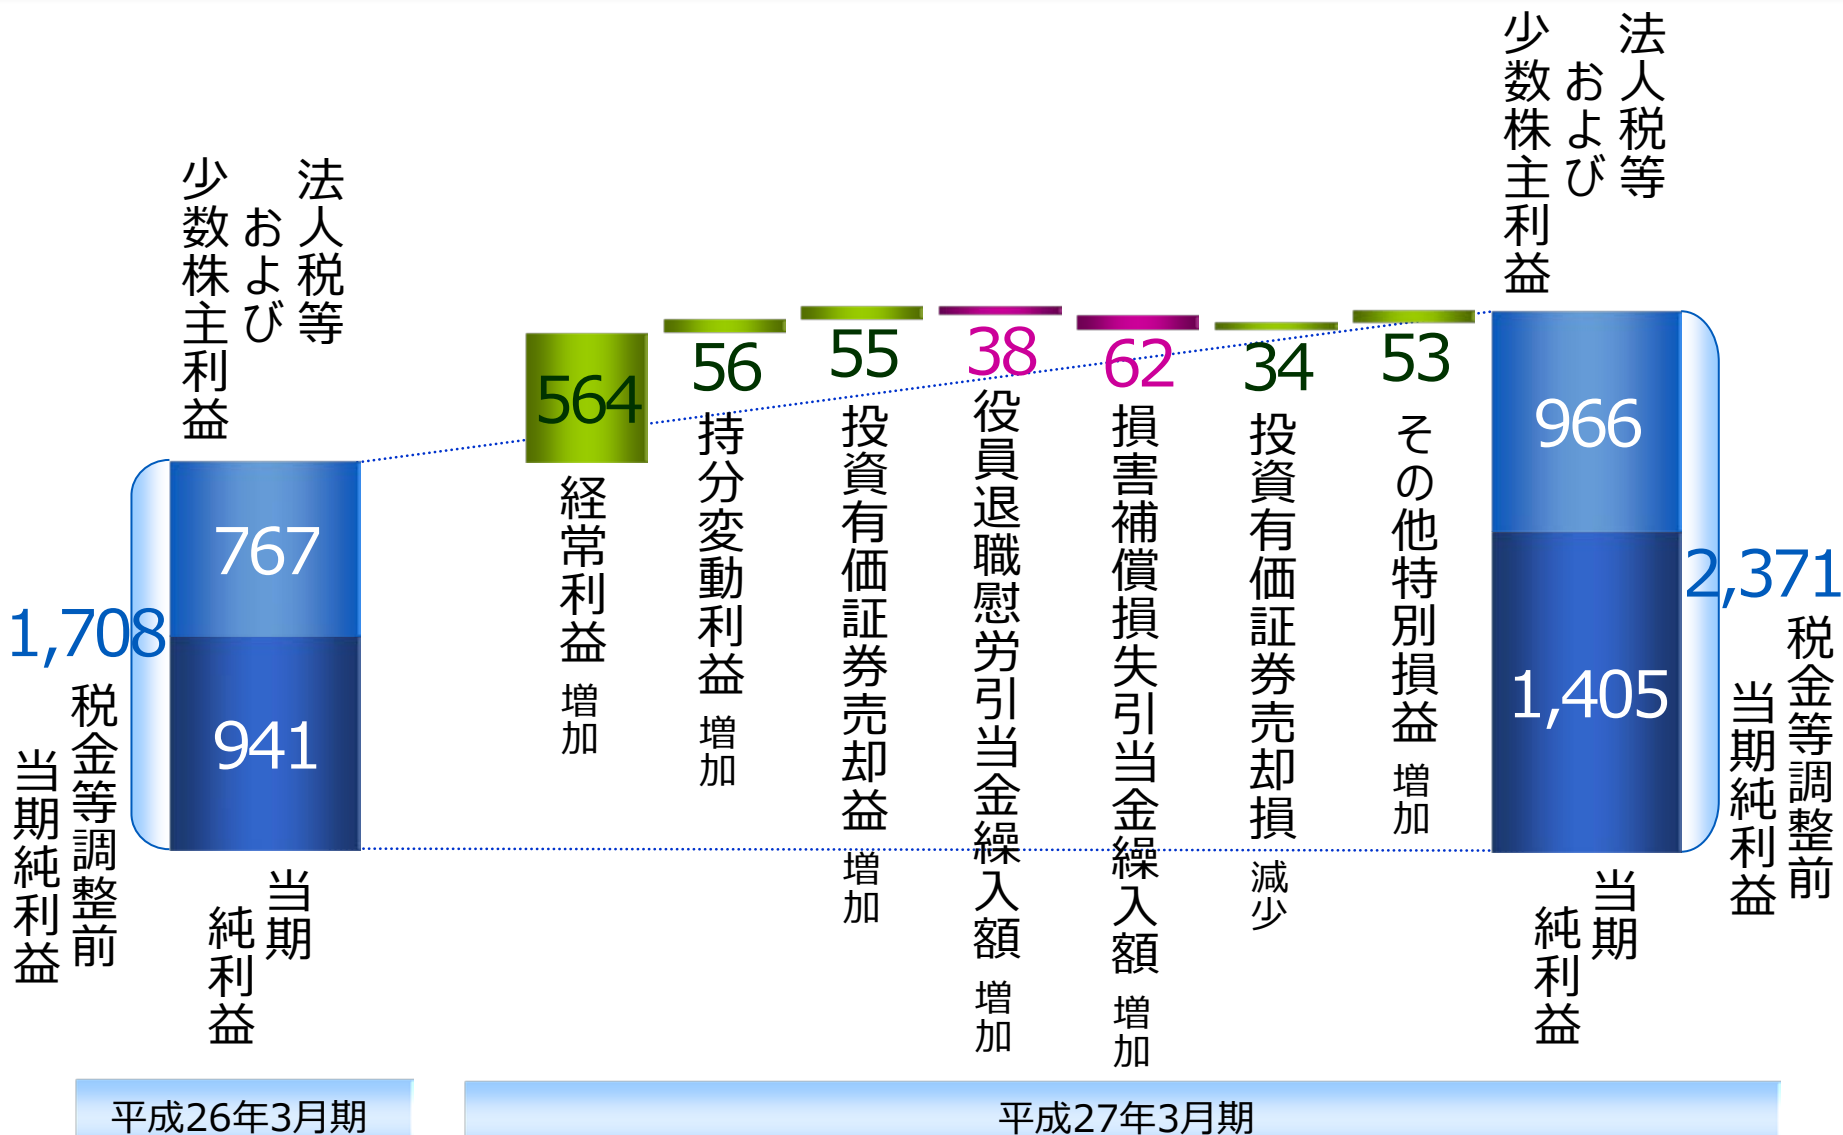 法人税等
および
少数株主利益
767
941
1,708
税金等調整前
当期純利益
当期
純利益
564
経常利益 増加
56
持分変動利益 増加
55
投資有価証券売却益 増加
38
役員退職慰労引当金繰入額 増加
62
損害補償損失引当金繰入額 増加
34
投資有価証券売却損 減少
53
その他特別損益 増加
法人税等
および
少数株主利益
966
1,405
2,371
税金等調整前
当期純利益
当期
純利益
平成26年3月期
平成27年3月期